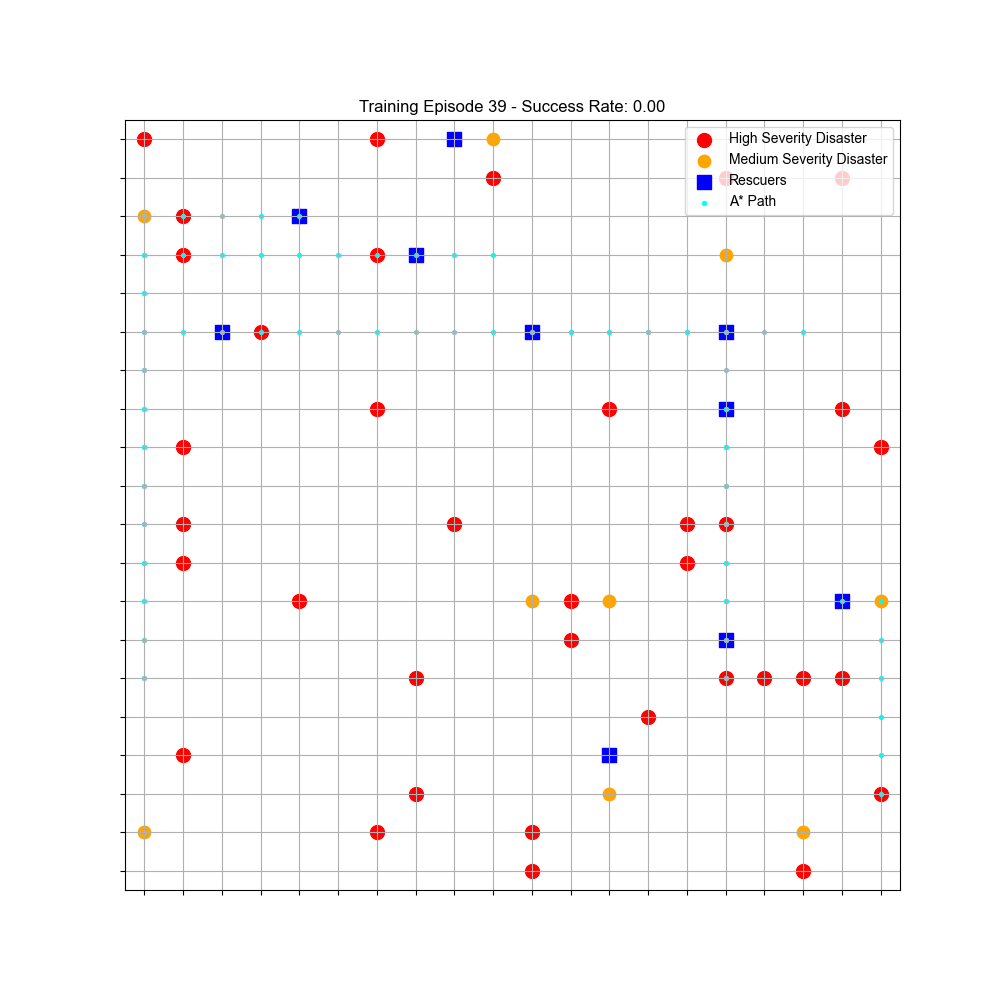 Training Episode 39 - Success Rate: 0.00
High Severity Disaster
Medium Severity Disaster
Rescuers
A* Path